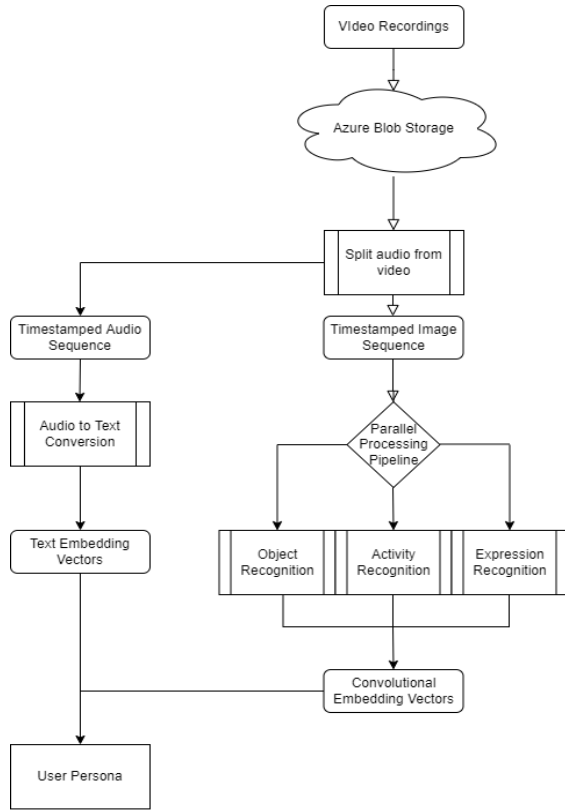 VIdeo Recordings
Azure Blob Storage
Split audio from
video
Timestamped Audio
Sequence
Timestamped Image
Sequence
Audio to Text
Conversion
Parallel
Processing
Pipeline
Text Embedding
Vectors
Object
Recognition
Activity
Recognition
Expression
Recognition
Convolutional
Embedding Vectors
User Persona